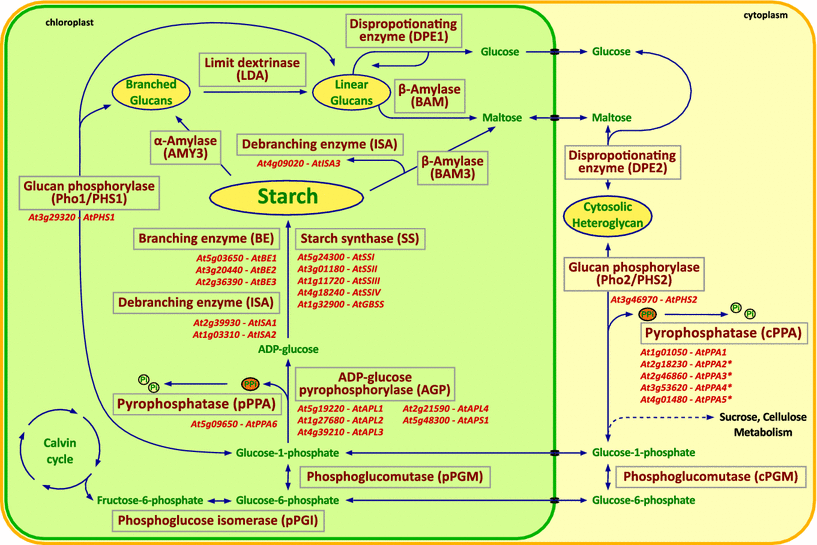 chloroplast
cytoplasm
Dispropotionating
enzyme (DPE1)
Glucose
Glucose
Limit dextrinase
(LDA)
Branched
Glucans
Linear
Glucans
β-Amylase
(BAM)
Maltose
Maltose
α-Amylase
(AMY3)
Debranching enzyme (ISA)
At4g09020 - AtISA3
β-Amylase
(BAM3)
Dispropotionating
enzyme (DPE2)
Glucan phosphorylase
(Pho1/PHS1)
At3g29320 - AtPHS1
Starch
Cytosolic
Heteroglycan
Branching enzyme (BE)
At5g03650 - AtBE1
At3g20440 - AtBE2
At2g36390 - AtBE3
Starch synthase (SS)
At5g24300 - AtSSI
At3g01180 - AtSSII
At1g11720 - AtSSIII
At4g18240 - AtSSIV
At1g32900 - AtGBSS
Debranching enzyme (ISA)
At2g39930 - AtISA1
At1g03310 - AtISA2
Glucan phosphorylase
(Pho2/PHS2)
At3g46970 - AtPHS2
PPi
Pi
Pi
Pyrophosphatase (cPPA)
At1g01050 - AtPPA1
At2g18230 - AtPPA2*
At2g46860 - AtPPA3*
At3g53620 - AtPPA4*
At4g01480 - AtPPA5*
ADP-glucose
Pi
Pi
PPi
Pyrophosphatase (pPPA)
At5g09650 - AtPPA6
ADP-glucose
pyrophosphorylase (AGP)
At5g19220 - AtAPL1
At2g21590 - AtAPL4
At1g27680 - AtAPL2
At5g48300 - AtAPS1
At4g39210 - AtAPL3
Sucrose, Cellulose
Metabolism
Calvin
cycle
Glucose-1-phosphate
Glucose-1-phosphate
Phosphoglucomutase (pPGM)
Phosphoglucomutase (cPGM)
Fructose-6-phosphate
Glucose-6-phosphate
Glucose-6-phosphate
Phosphoglucose isomerase (pPGI)